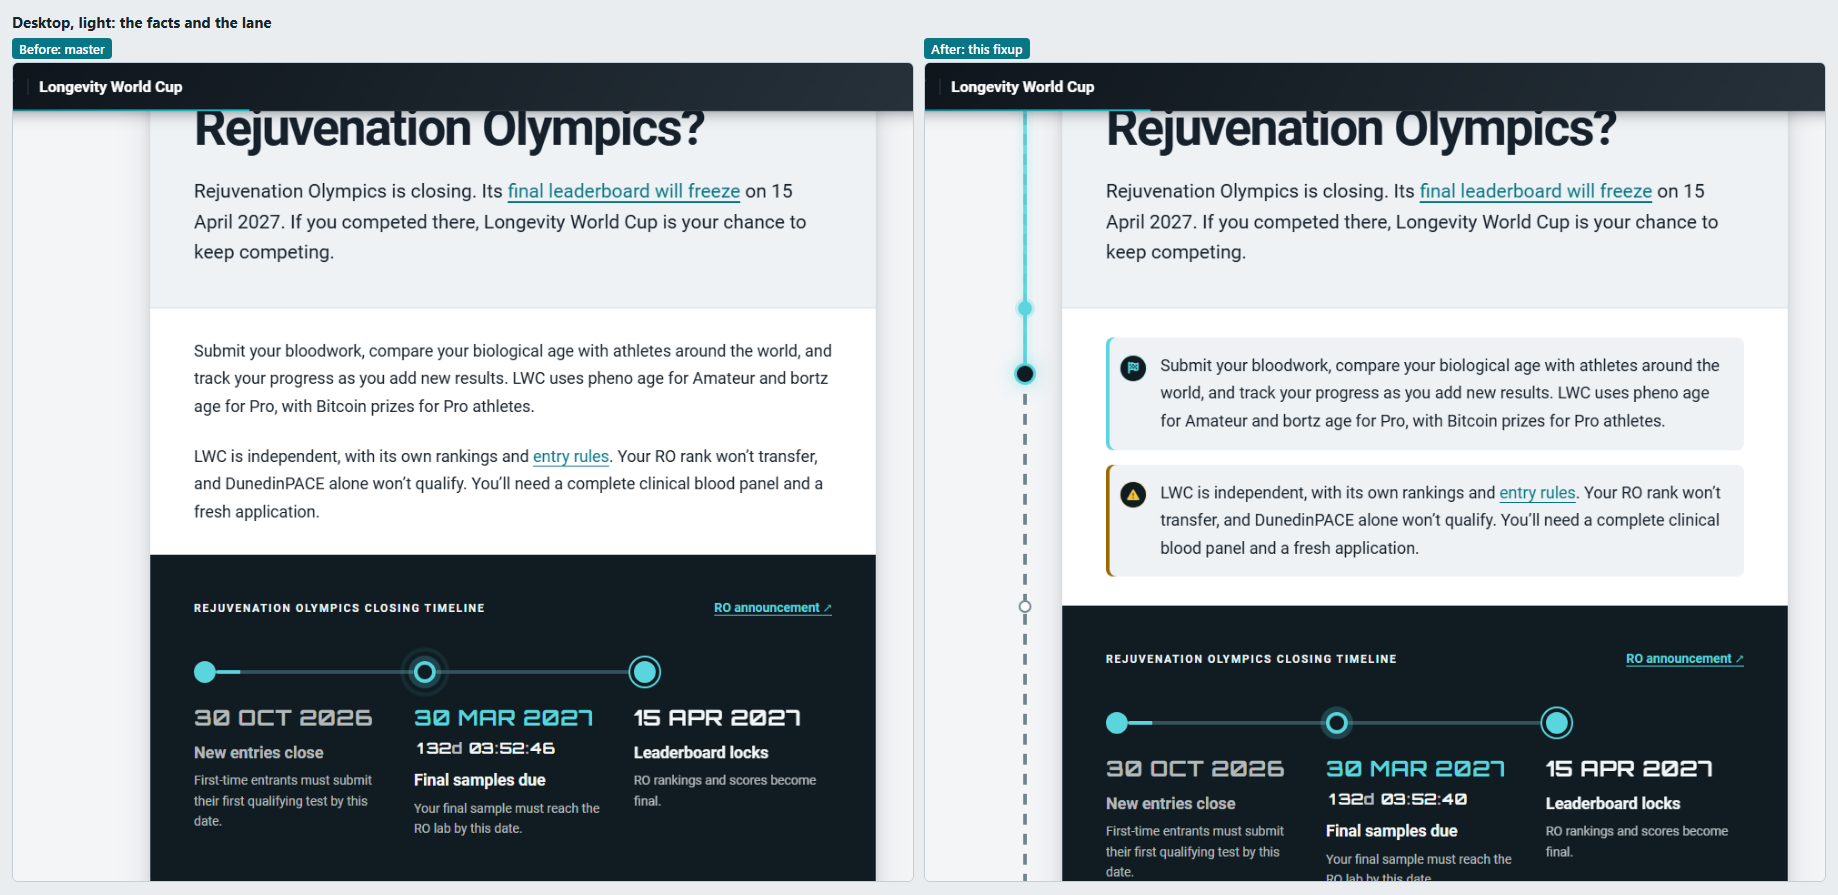 Desktop, light: the facts and the lane
Before: master
Longevity World Cup
Rejuvenation Olympics?
Rejuvenation Olympics is closing. Its final leaderboard will freeze on 15
April 2027. If you competed there, Longevity World Cup is your chance to
keep competing.
Submit your bloodwork, compare your biological age with athletes around the world, and
track your progress as you add new results. LWC uses pheno age for Amateur and bortz
age for Pro, with Bitcoin prizes for Pro athletes.
LWC is independent, with its own rankings and entry rules. Your RO rank won’t transfer,
and DunedinPACE alone won’t qualify. You’ll need a complete clinical blood panel and a
fresh application.
REJUVENATION OLYMPICS CLOSING TIMELINE
RO announcement ↗
30 OCT 2026
New entries close
First-time entrants must submit
their first qualifying test by this
date.
30 MAR 2027
132d 03:52:46
Final samples due
Your final sample must reach the
RO lab by this date.
15 APR 2027
Leaderboard locks
RO rankings and scores become
final.
After: this fixup
Longevity World Cup
Rejuvenation Olympics?
Rejuvenation Olympics is closing. Its final leaderboard will freeze on 15
April 2027. If you competed there, Longevity World Cup is your chance to
keep competing.
Submit your bloodwork, compare your biological age with athletes around the
world, and track your progress as you add new results. LWC uses pheno age
for Amateur and bortz age for Pro, with Bitcoin prizes for Pro athletes.
LWC is independent, with its own rankings and entry rules. Your RO rank won’t
transfer, and DunedinPACE alone won’t qualify. You’ll need a complete clinical
blood panel and a fresh application.
REJUVENATION OLYMPICS CLOSING TIMELINE
RO announcement ↗
30 OCT 2026
New entries close
First-time entrants must submit
their first qualifying test by this
date.
30 MAR 2027
132d 03:52:40
Final samples due
Your final sample must reach the
RO lab by this date
15 APR 2027
Leaderboard locks
RO rankings and scores become
final.